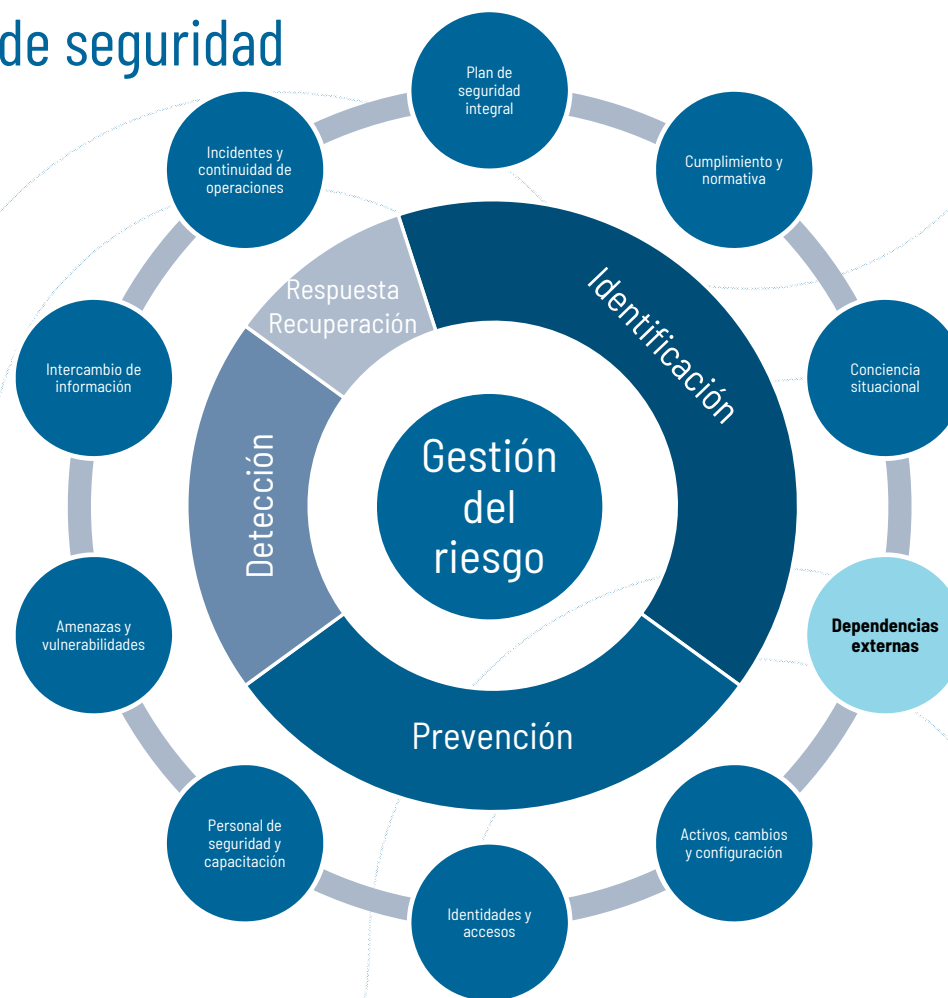 de seguridad
Plan de
seguridad
integral
Cumplimiento y
normativa
Conciencia
situacional
Dependencias
externas
Activos, cambios
y configuración
Identidades y
accesos
Personal de
seguridad y
capacitación
Amenazas y
vulnerabilidades
Intercambio de
información
Incidentes y
continuidad de
operaciones
Identificación
Prevención
Detección
Respuesta
Recuperación
Gestión
del
riesgo